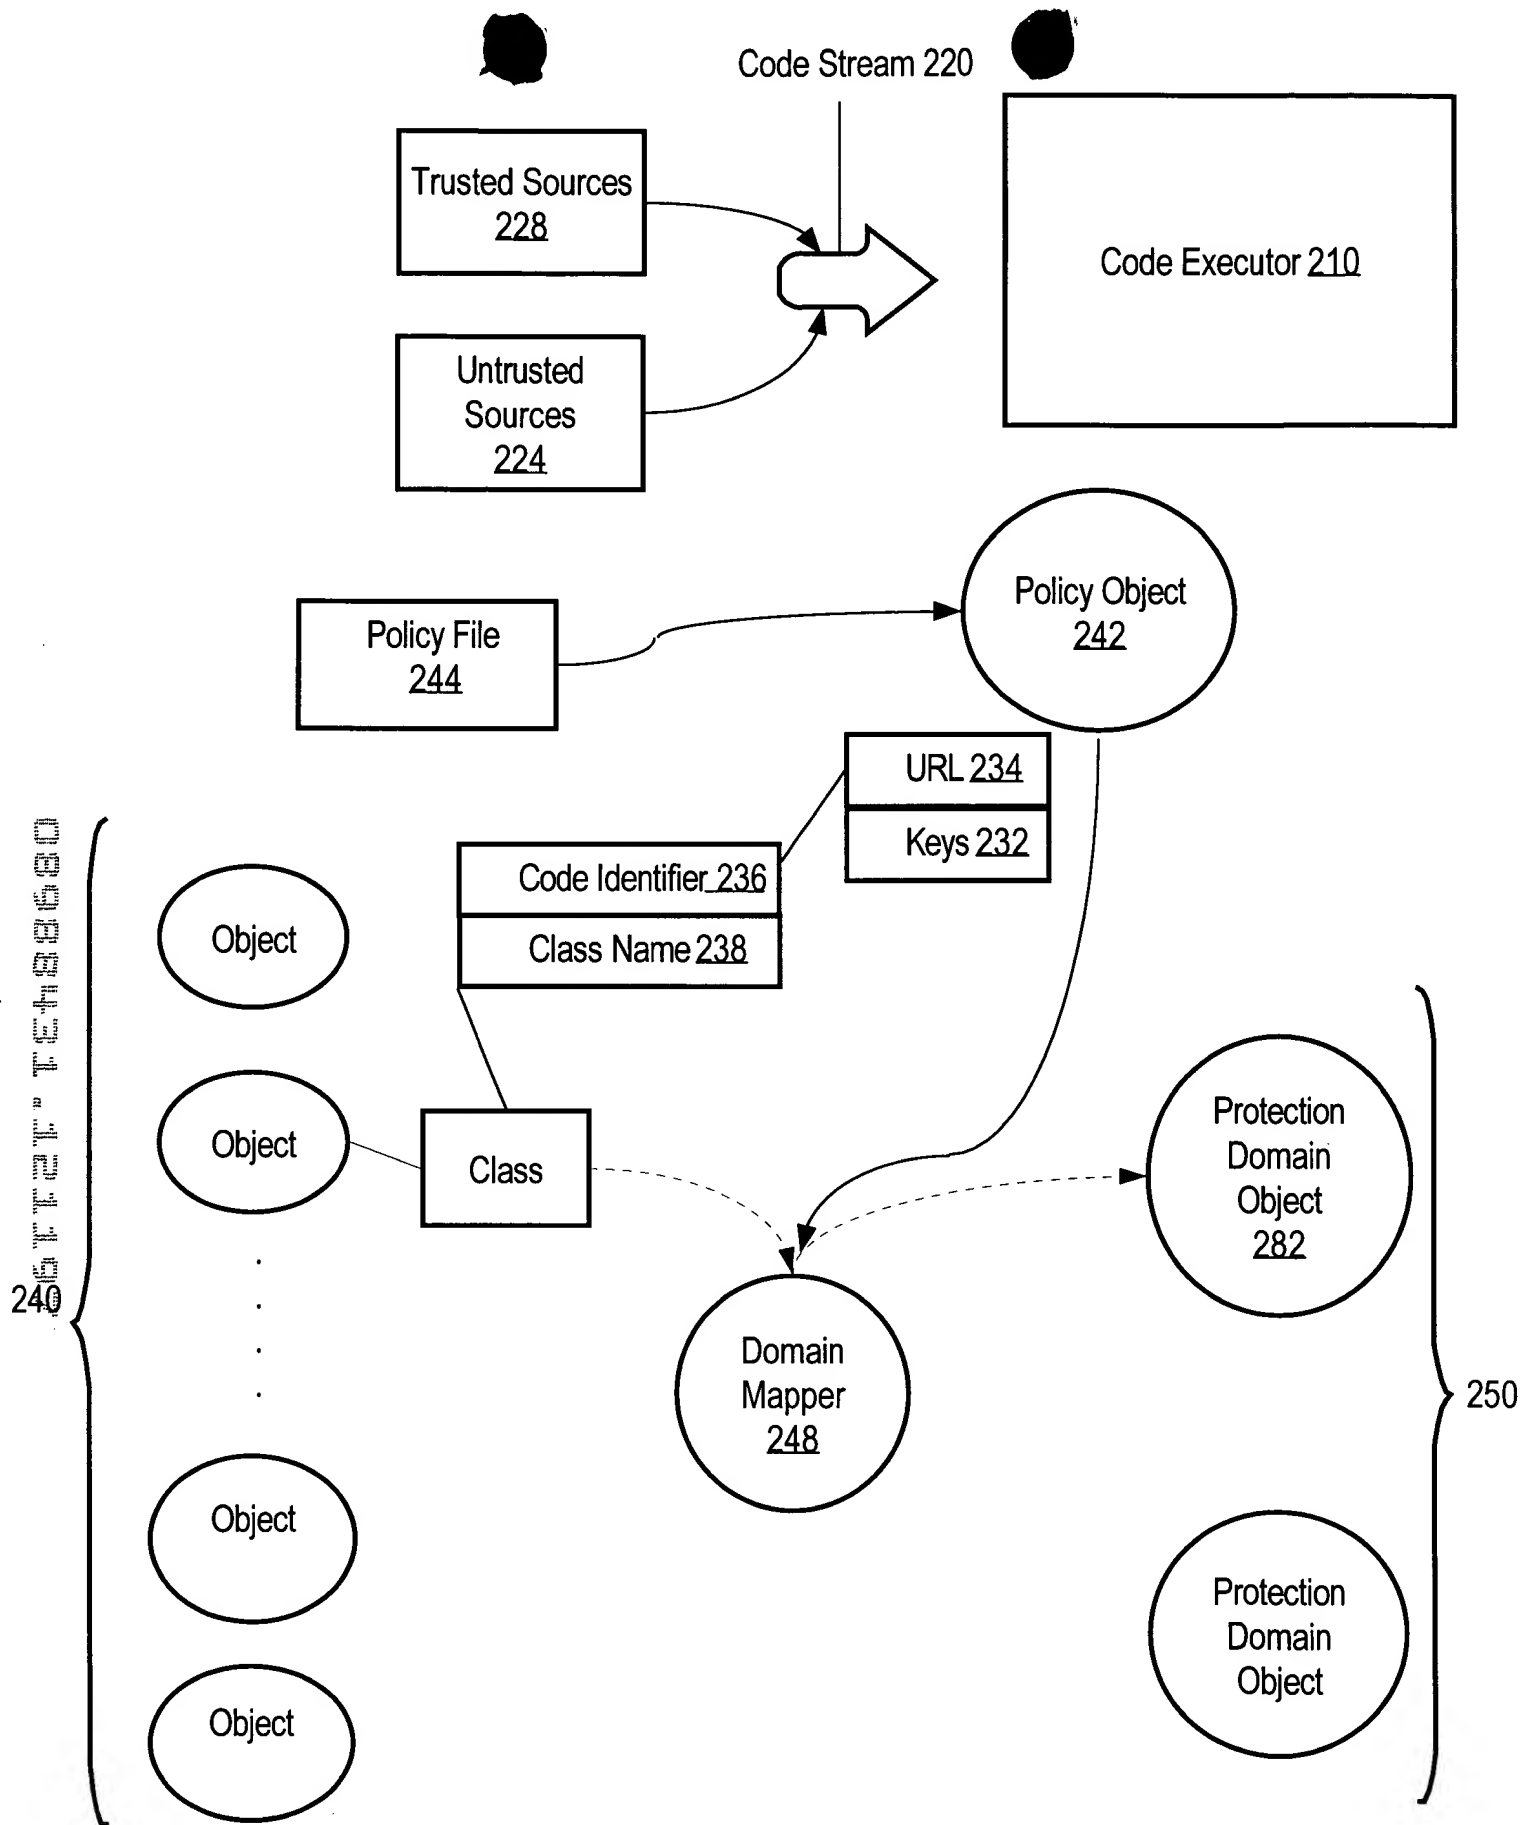 Code Stream 220
Trusted Sources
228
Code Executor 210
Untrusted
Sources
224
Policy Object
242
Policy File
244
URL 234
Keys 232
Code Identifier 236
Class Name 238
Object
Object
Class
Protection
Domain
Object
282
240
Domain
Mapper
248
250
Object
Protection
Domain
Object
Object